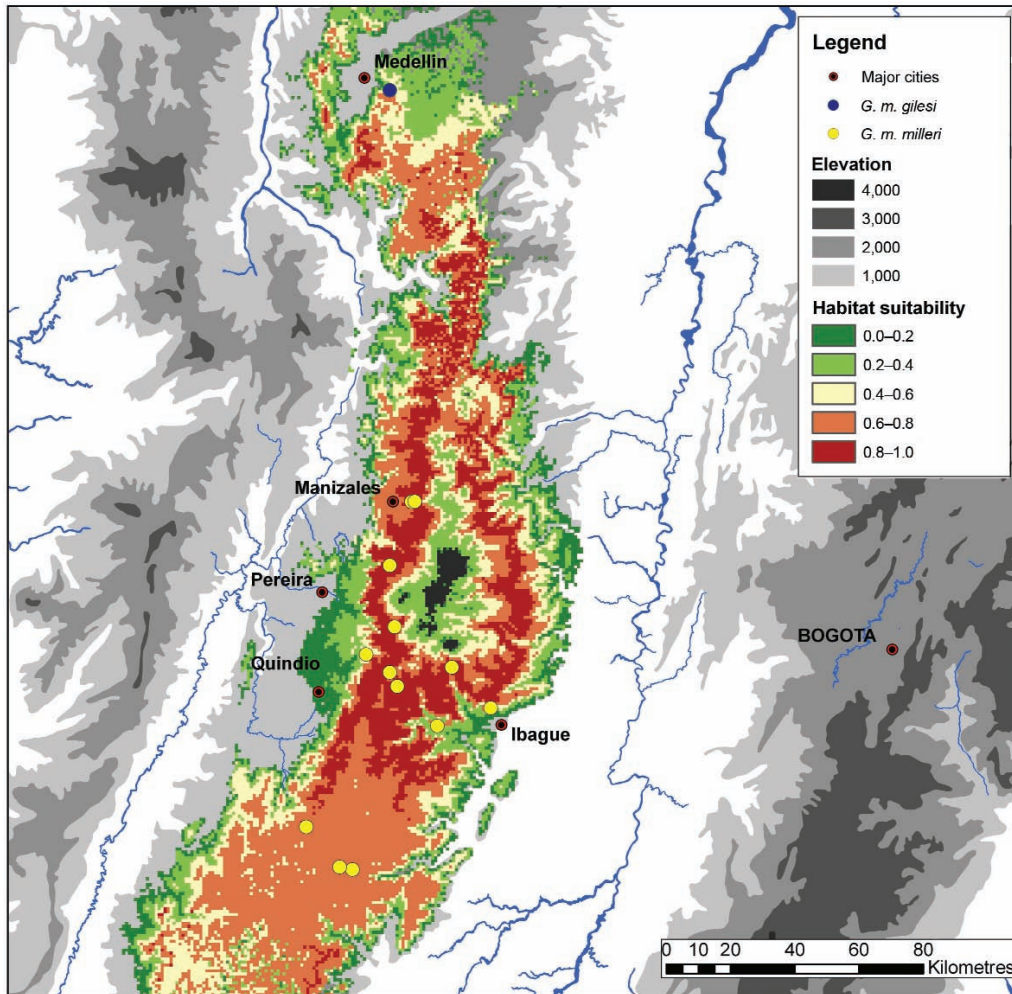 Medellin
Manizales
Pereira
Quindio
Ibague
BOGOTA
Legend
Major cities
G. m. gilesi
G. m. milleri
Elevation
4,000
3,000
2,000
1,000
Habitat suitability
0.0–0.2
0.2–0.4
0.4–0.6
0.6–0.8
0.8–1.0
0 10 20 40 60 80
Kilometres